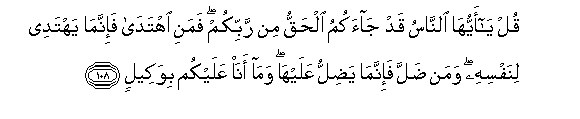 قُلْ يَٰٓأَيُّهَا ٱلنَّاسُ قَدْ جَآءَكُمُ ٱلْحَقُّ مِن رَّبِّكُمْ ۖ فَمَنِ ٱهْتَدَىٰ فَإِنَّمَا يَهْتَدِى
لِنَفْسِهِۦ ۖ وَمَن ضَلَّ فَإِنَّمَا يَضِلُّ عَلَيْهَا ۖ وَمَآ أَنَا۠ عَلَيْكُم بِوَكِيلٍ ١٠٨